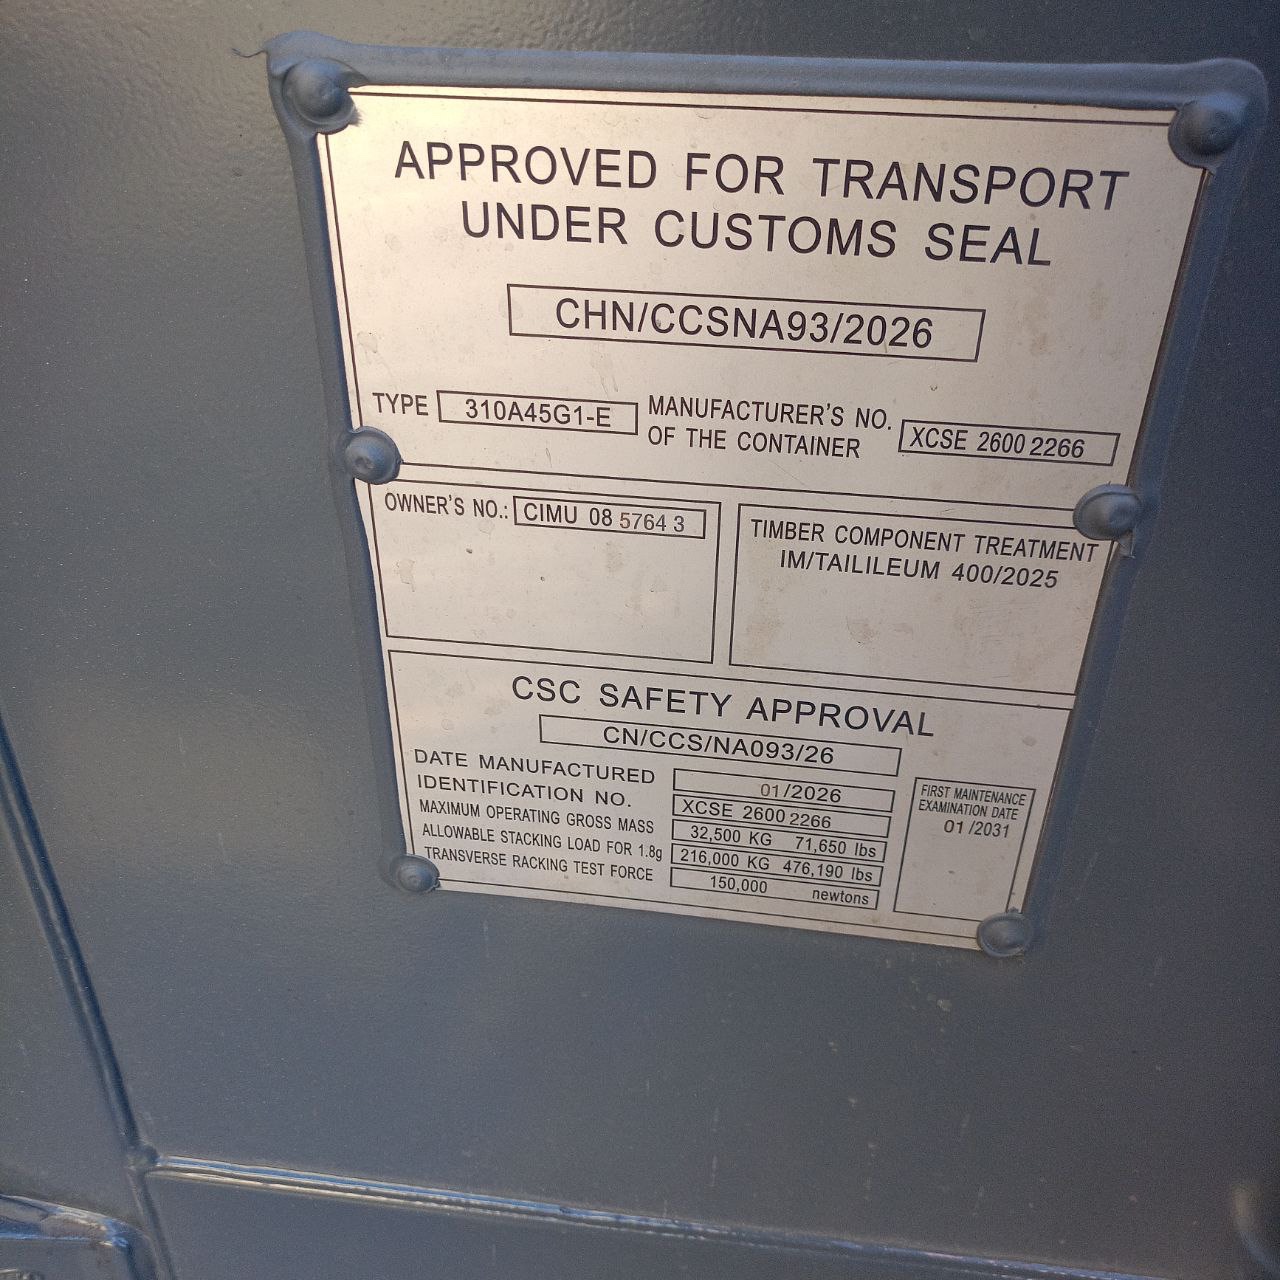 APPROVED FOR TRANSPORT
UNDER CUSTOMS SEAL
CHN/CCSNA93/2026
TYPE 310A45G1-E
MANUFACTURER'S NO.
OF THE CONTAINER
XCSE 2600 2266
OWNER'S NO.: CIMU 08 5764 3
TIMBER COMPONENT TREATMENT
IM/TAILILEUM 400/2025
CSC SAFETY APPROVAL
CN/CCS/NA093/26
DATE MANUFACTURED 01/2026
IDENTIFICATION NO. XCSE 2600 2266
MAXIMUM OPERATING GROSS MASS 32,500 KG 71,650 lbs
ALLOWABLE STACKING LOAD FOR 1.8g 216,000 KG 476,190 lbs
TRANSVERSE RACKING TEST FORCE 150,000 newtons
FIRST MAINTENANCE
EXAMINATION DATE
01 /2031